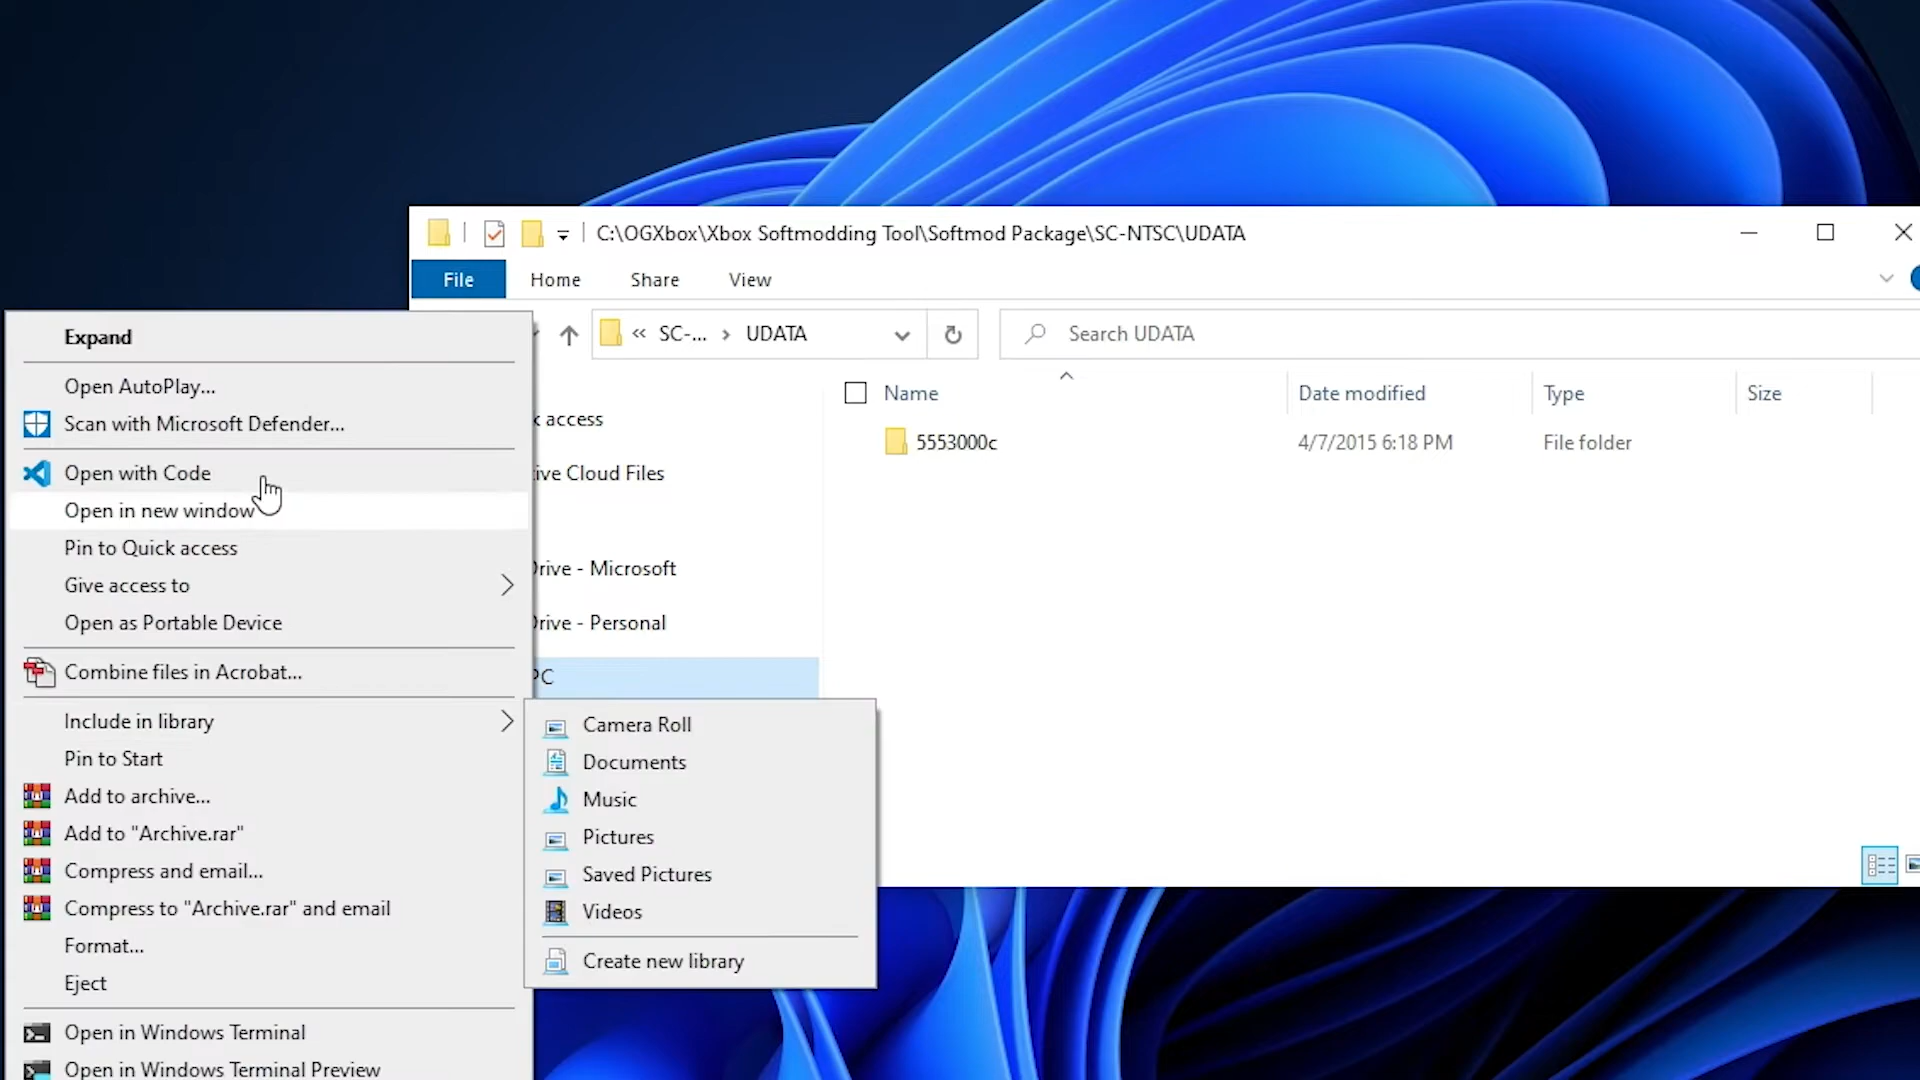 C:\OGXbox\Xbox Softmodding Tool\Softmod Package\SC-NTSC\UDATA
File
Home
Share
View
« SC-... › UDATA
Search UDATA
Name
Date modified
Type
Size
5553000c
4/7/2015 6:18 PM
File folder
access
Cloud Files
- Microsoft
- Personal
PC
Expand
Open AutoPlay...
Scan with Microsoft Defender...
Open with Code
Open in new window
Pin to Quick access
Give access to
Open as Portable Device
Combine files in Acrobat...
Include in library
Pin to Start
Add to archive...
Add to "Archive.rar"
Compress and email...
Compress to "Archive.rar" and email
Format...
Eject
Open in Windows Terminal
Open in Windows Terminal Preview
Camera Roll
Documents
Music
Pictures
Saved Pictures
Videos
Create new library